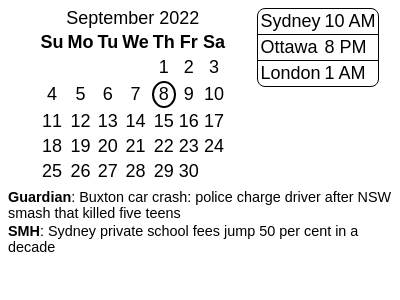 September 2022
Su Mo Tu We Th Fr Sa
1 2 3
4 5 6 7 8 9 10
11 12 13 14 15 16 17
18 19 20 21 22 23 24
25 26 27 28 29 30
Sydney 10 AM
Ottawa 8 PM
London 1 AM
Guardian: Buxton car crash: police charge driver after NSW
smash that killed five teens
SMH: Sydney private school fees jump 50 per cent in a
decade